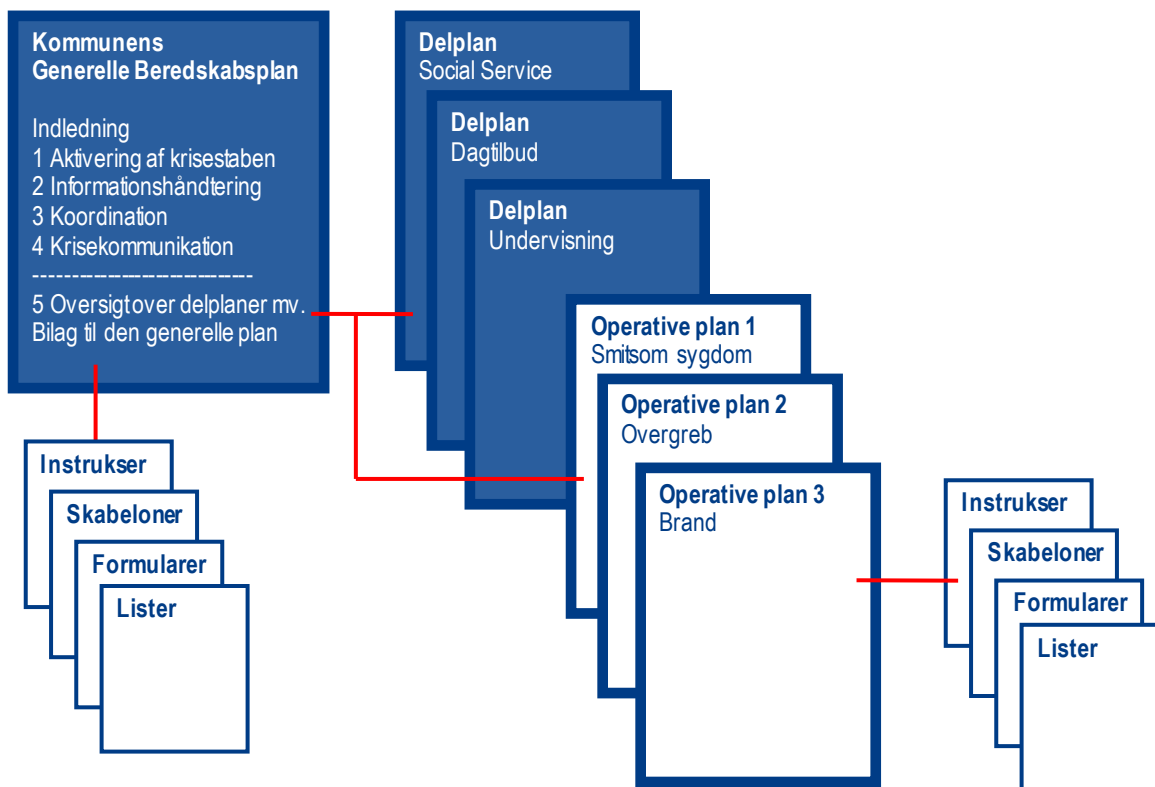 Kommunens
Generelle Beredskabsplan
Indledning
1 Aktivering af krisestaben
2 Informationshåndtering
3 Koordination
4 Krisekommunikation
--------------------------------
5 Oversigt over delplaner mv.
Bilag til den generelle plan
Instrukser
Skabeloner
Formularer
Lister
Delplan
Social Service
Delplan
Dagtilbud
Delplan
Undervisning
Operative plan 1
Smitsom sygdom
Operative plan 2
Overgreb
Operative plan 3
Brand
Instrukser
Skabeloner
Formularer
Lister